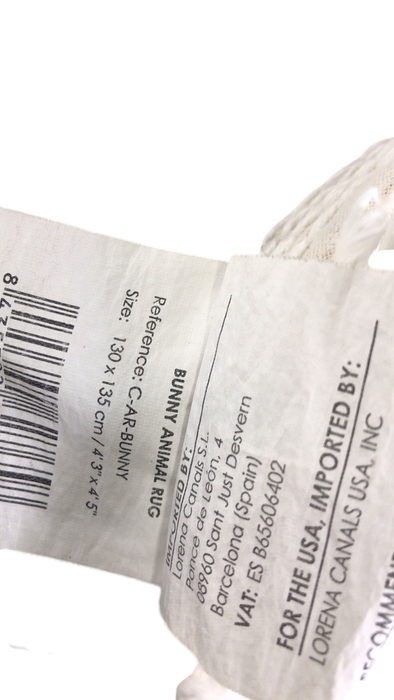 BUNNY ANIMAL RUG
Reference: C-AR-BUNNY
Size: 130 x 135 cm / 4'3" x 4'5"
IMPORTED BY:
Lorena Canals S.L.
Ponce de León, 4
08960 Sant Just Desvern
Barcelona (Spain)
VAT: ES B65606402
FOR THE USA, IMPORTED BY:
LORENA CANALS USA, INC